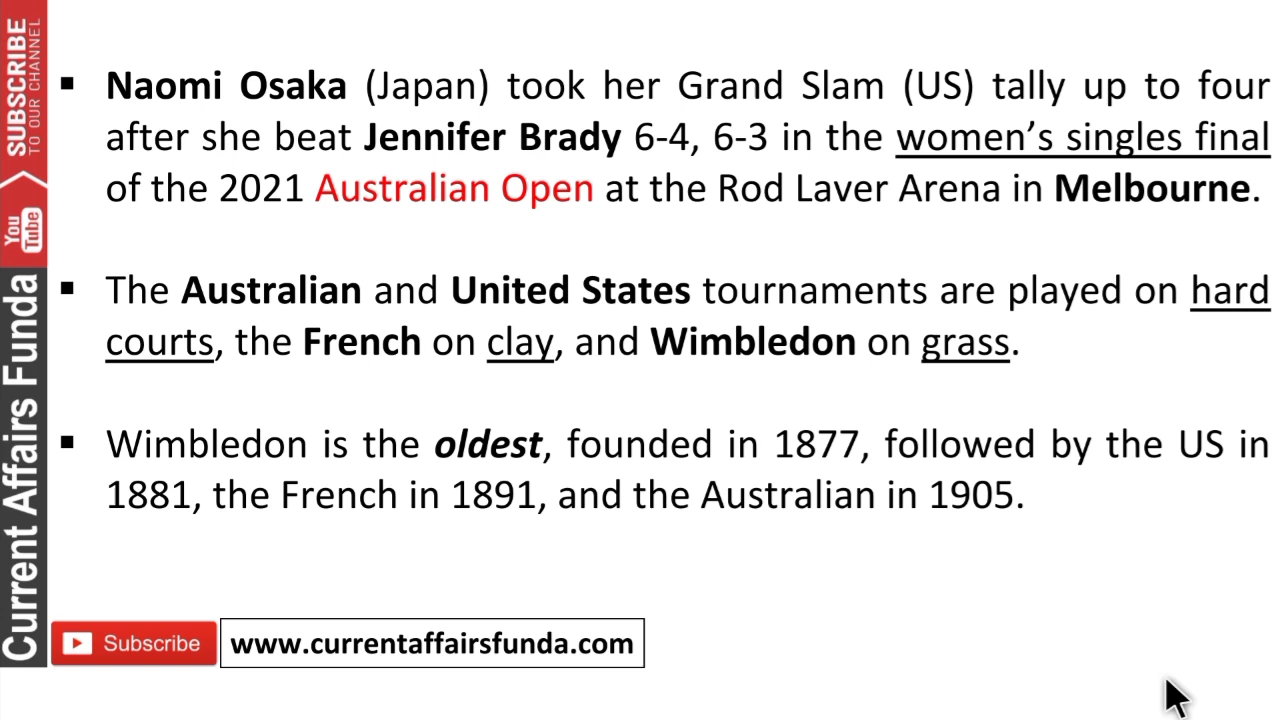 SUBSCRIBE
TO OUR CHANNEL
You
Tube
Current Affairs Funda
▪ Naomi Osaka (Japan) took her Grand Slam (US) tally up to four
after she beat Jennifer Brady 6-4, 6-3 in the women’s singles final
of the 2021 Australian Open at the Rod Laver Arena in Melbourne.
▪ The Australian and United States tournaments are played on hard
courts, the French on clay, and Wimbledon on grass.
▪ Wimbledon is the oldest, founded in 1877, followed by the US in
1881, the French in 1891, and the Australian in 1905.
Subscribe
www.currentaffairsfunda.com